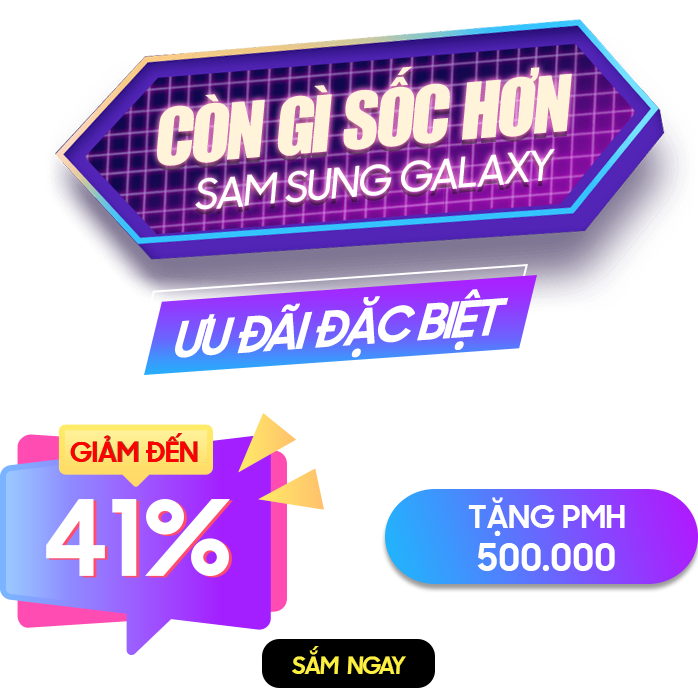 CÒN GÌ SỐC HƠN
SAM SUNG GALAXY
ƯU ĐÃI ĐẶC BIỆT
GIẢM ĐẾN
41%
TẶNG PMH
500.000
SẮM NGAY